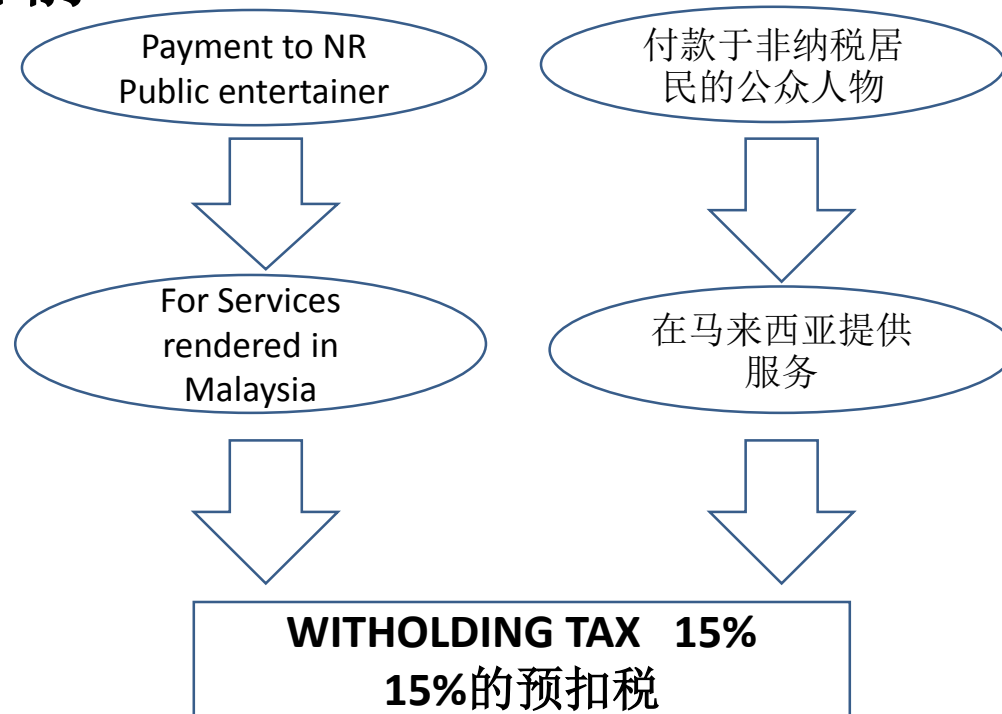 Payment to NR
Public entertainer
For Services
rendered in
Malaysia
付款于非纳税居
民的公众人物
在马来西亚提供
服务
WITHOLDING TAX 15%
15%的预扣税